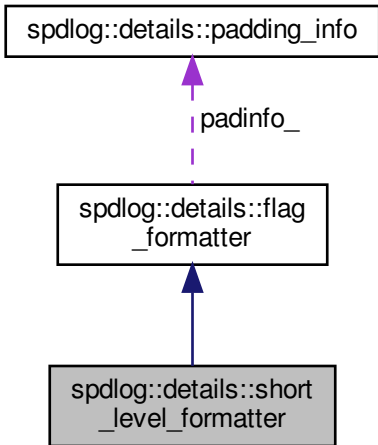 spdlog::details::padding_info
padinfo_
spdlog::details::flag
_formatter
spdlog::details::short
_level_formatter